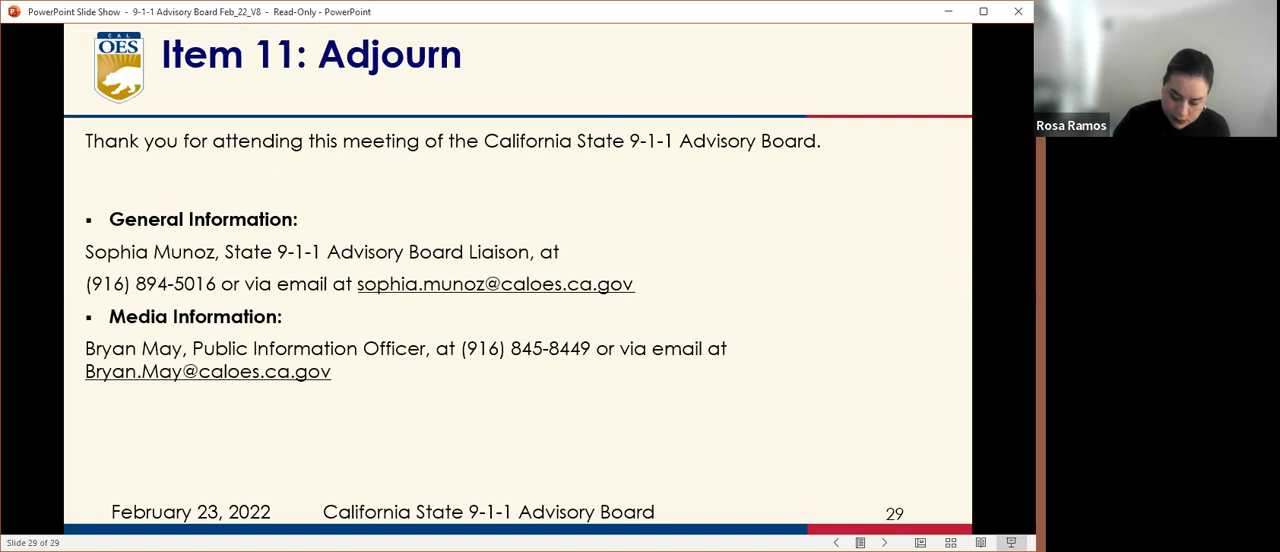 PowerPoint Slide Show - 9-1-1 Advisory Board Feb_22_V8 - Read-Only - PowerPoint
CAL
OES
Item 11: Adjourn
Rosa Ramos
Thank you for attending this meeting of the California State 9-1-1 Advisory Board.
▪ General Information:
Sophia Munoz, State 9-1-1 Advisory Board Liaison, at
(916) 894-5016 or via email at sophia.munoz@caloes.ca.gov
▪ Media Information:
Bryan May, Public Information Officer, at (916) 845-8449 or via email at
Bryan.May@caloes.ca.gov
February 23, 2022 California State 9-1-1 Advisory Board 29
Slide 29 of 29